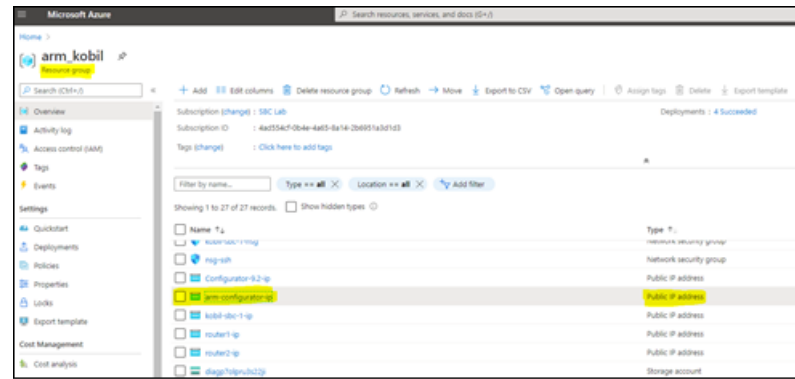 Microsoft Azure
Search resources, services, and docs (G+/)
Home >
arm_kobil
Resource group
Search (Ctrl+/)
Add Edit columns Delete resource group Refresh Move Export to CSV Open query Assign tags Delete Export template
Overview
Activity log
Access control (IAM)
Tags
Events
Settings
Quickstart
Deployments
Policies
Properties
Locks
Export template
Cost Management
Cost analysis
Subscription (change) : SBC Lab
Deployments : 4 Succeeded
Subscription ID
Tags (change) : Click here to add tags
Filter by name...
Type == all
Location == all
Add filter
Showing 1 to 27 of 27 records.
Show hidden types
Name
Type
kobil-sbc-1-nsg Network security group
nsg-ssh Network security group
Configurator-9.2-ip Public IP address
arm-configurator-ip Public IP address
kobil-sbc-1-ip Public IP address
router1-ip Public IP address
router2-ip Public IP address
Storage account